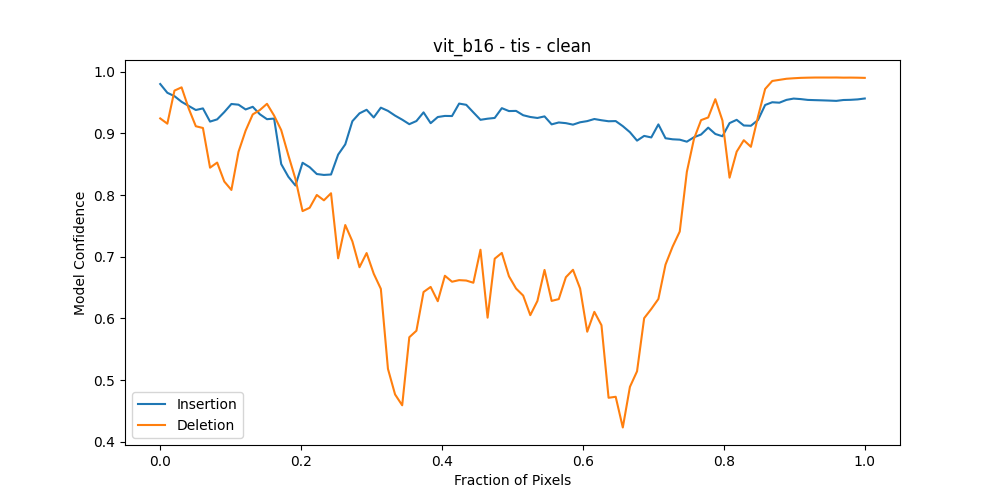 vit_b16 - tis - clean
Model Confidence
1.0
0.9
0.8
0.7
0.6
0.5
0.4
Insertion
Deletion
0.0
0.2
0.4
0.6
0.8
1.0
Fraction of Pixels